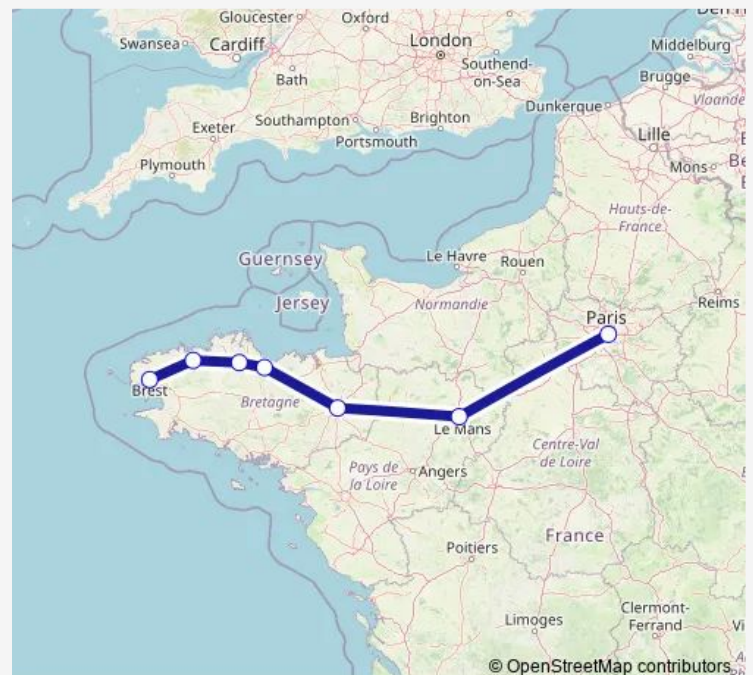 Gloucester
Oxford
Swansea
Cardiff
London
Middelburg
Southend-
on-Sea
Bath
Brugge
Dunkerque
Vlaande
Southampton
Brighton
Exeter
Portsmouth
Lille
Plymouth
Mons
Be
Hauts-de-
France
Guernsey
Le Havre
Rouen
Jersey
Normandie
Reims
Paris
Brest
Bretagne
Le Mans
Centre-Val
de Loire
Pays de
la Loire
Angers
France
Poitiers
Limoges
Clermont-
Ferrand
Vi
© OpenStreetMap contributors